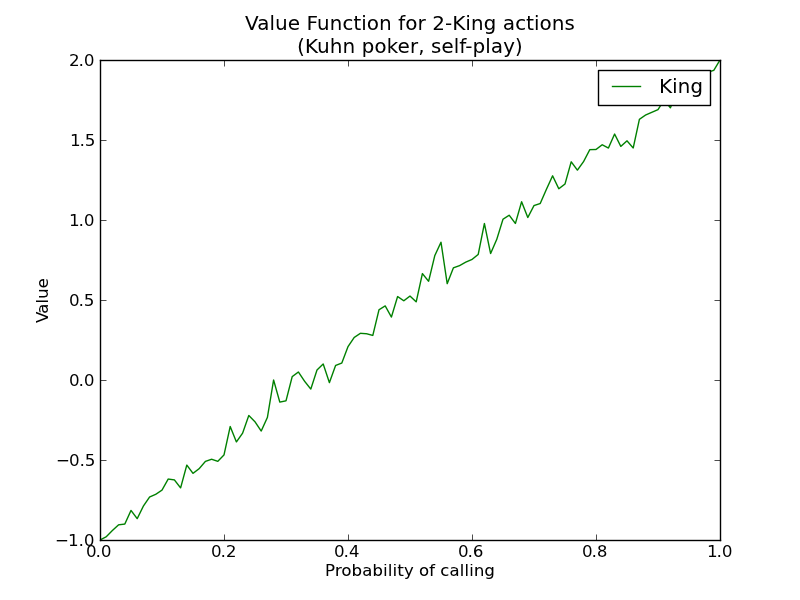 Value Function for 2-King actions
(Kuhn poker, self-play)
King
2.0
1.5
1.0
0.5
0.0
−0.5
−1.0
Value
0.0 0.2 0.4 0.6 0.8 1.0
Probability of calling